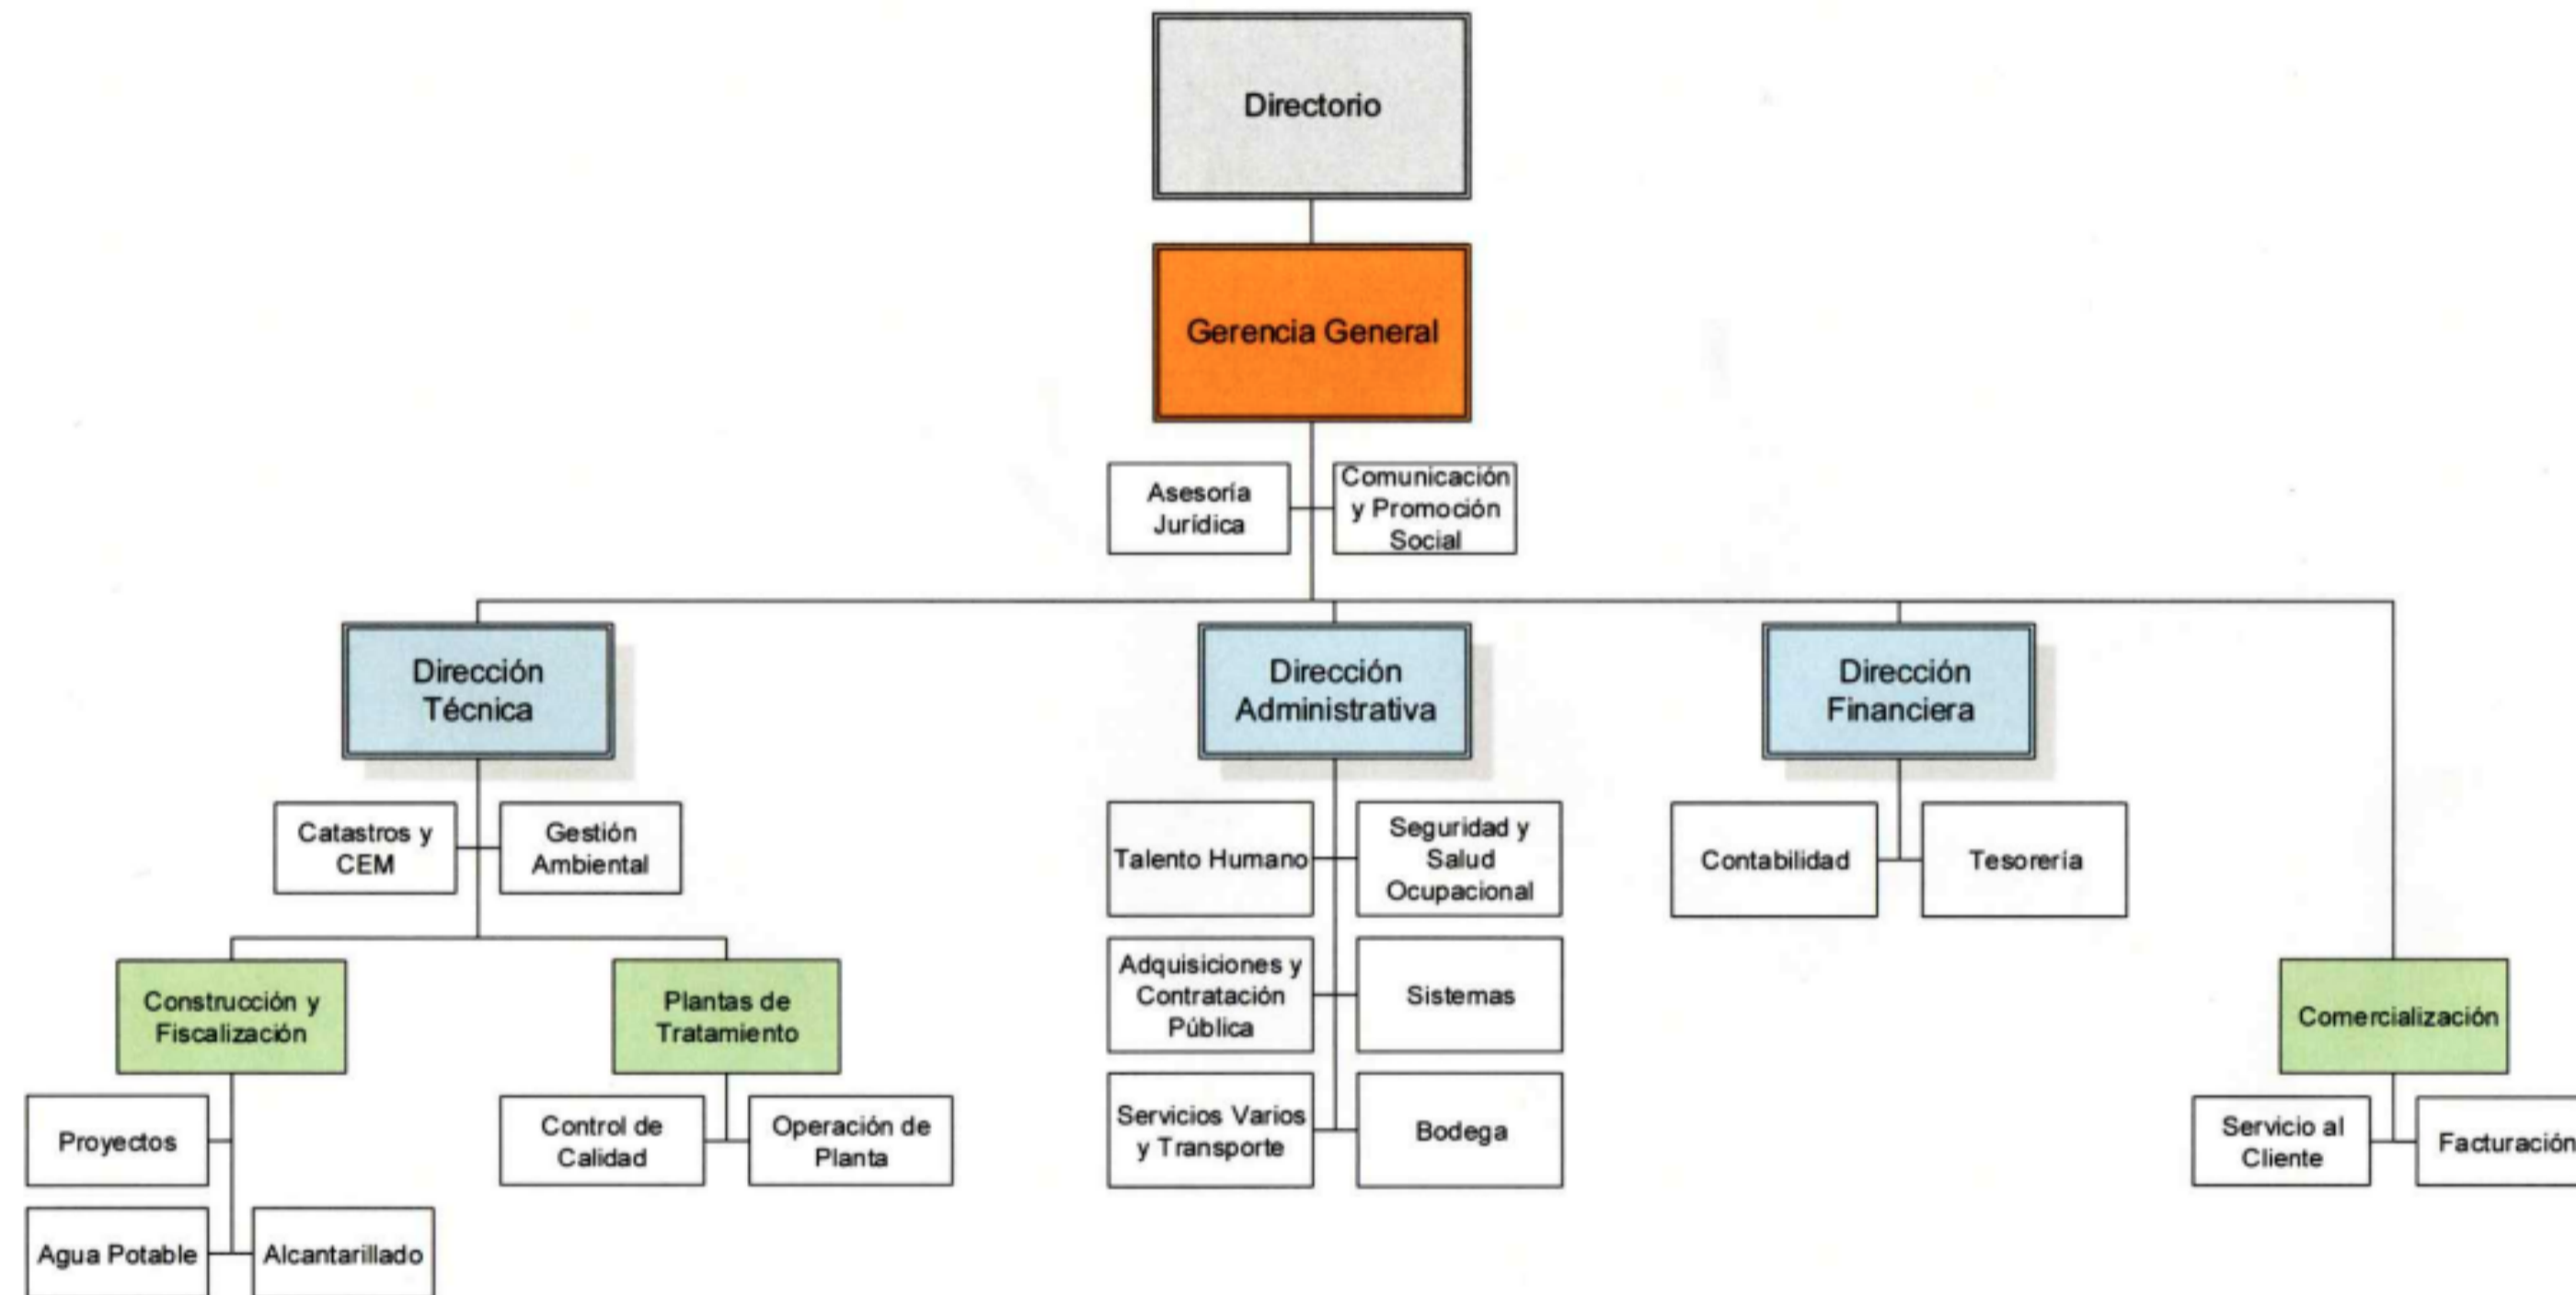 Directorio
Gerencia General
Asesoría
Jurídica
Comunicación
y Promoción
Social
Dirección
Técnica
Dirección
Administrativa
Dirección
Financiera
Catastros y
CEM
Gestión
Ambiental
Talento Humano
Seguridad y
Salud
Ocupacional
Contabilidad
Tesorería
Construcción y
Fiscalización
Plantas de
Tratamiento
Adquisiciones y
Contratación
Pública
Sistemas
Comercialización
Proyectos
Control de
Calidad
Operación de
Planta
Servicios Varios
y Transporte
Bodega
Servicio al
Cliente
Facturación
Agua Potable
Alcantarillado